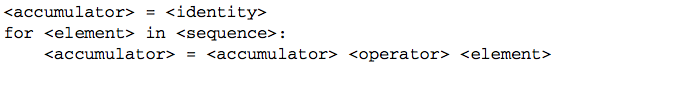 <accumulator> = <identity>
for <element> in <sequence>:
    <accumulator> = <accumulator> <operator> <element>